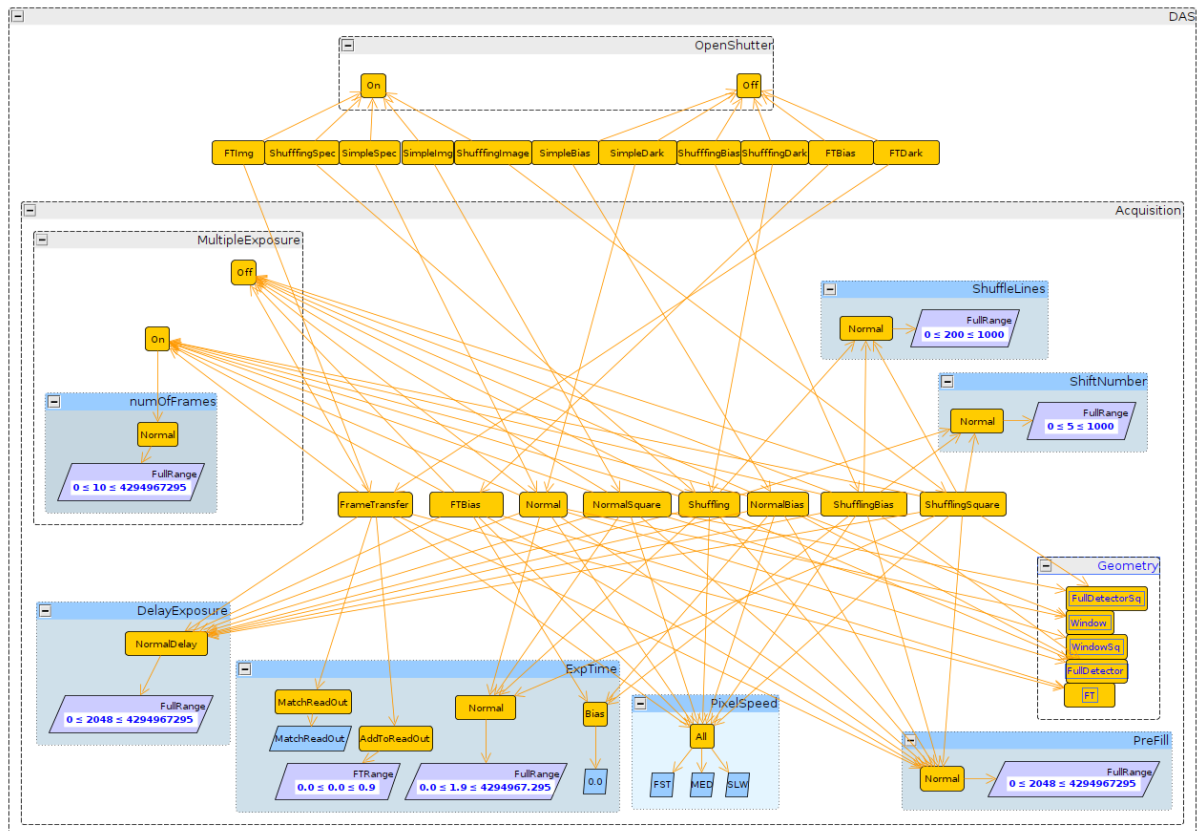 DAS
OpenShutter
On
Off
FTImg
ShufffingSpec
SimpleSpec
SimpleImg
ShufffingImage
SimpleBias
SimpleDark
ShufffingBias
ShufffingDark
FTBias
FTDark
Acquisition
MultipleExposure
Off
On
numOfFrames
Normal
FullRange
0 ≤ 10 ≤ 4294967295
ShuffleLines
Normal
FullRange
0 ≤ 200 ≤ 1000
ShiftNumber
Normal
FullRange
0 ≤ 5 ≤ 1000
FrameTransfer
FTBias
Normal
NormalSquare
Shuffling
NormalBias
ShufflingBias
ShufflingSquare
Geometry
FullDetectorSq
Window
WindowSq
FullDetector
FT
DelayExposure
NormalDelay
FullRange
0 ≤ 2048 ≤ 4294967295
ExpTime
MatchReadOut
MatchReadOut
AddToReadOut
FTRange
0.0 ≤ 0.0 ≤ 0.9
Normal
FullRange
0.0 ≤ 1.9 ≤ 4294967.295
Bias
0.0
PixelSpeed
All
FST
MED
SLW
PreFill
Normal
FullRange
0 ≤ 2048 ≤ 4294967295